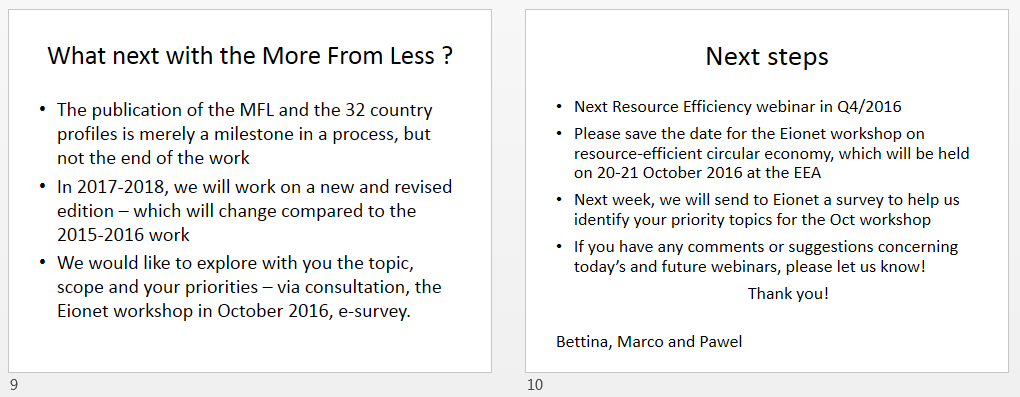 What next with the More From Less ?
• The publication of the MFL and the 32 country
profiles is merely a milestone in a process, but
not the end of the work
• In 2017-2018, we will work on a new and revised
edition – which will change compared to the
2015-2016 work
• We would like to explore with you the topic,
scope and your priorities – via consultation, the
Eionet workshop in October 2016, e-survey.
9
Next steps
• Next Resource Efficiency webinar in Q4/2016
• Please save the date for the Eionet workshop on
resource-efficient circular economy, which will be held
on 20-21 October 2016 at the EEA
• Next week, we will send to Eionet a survey to help us
identify your priority topics for the Oct workshop
• If you have any comments or suggestions concerning
today’s and future webinars, please let us know!
Thank you!
Bettina, Marco and Pawel
10